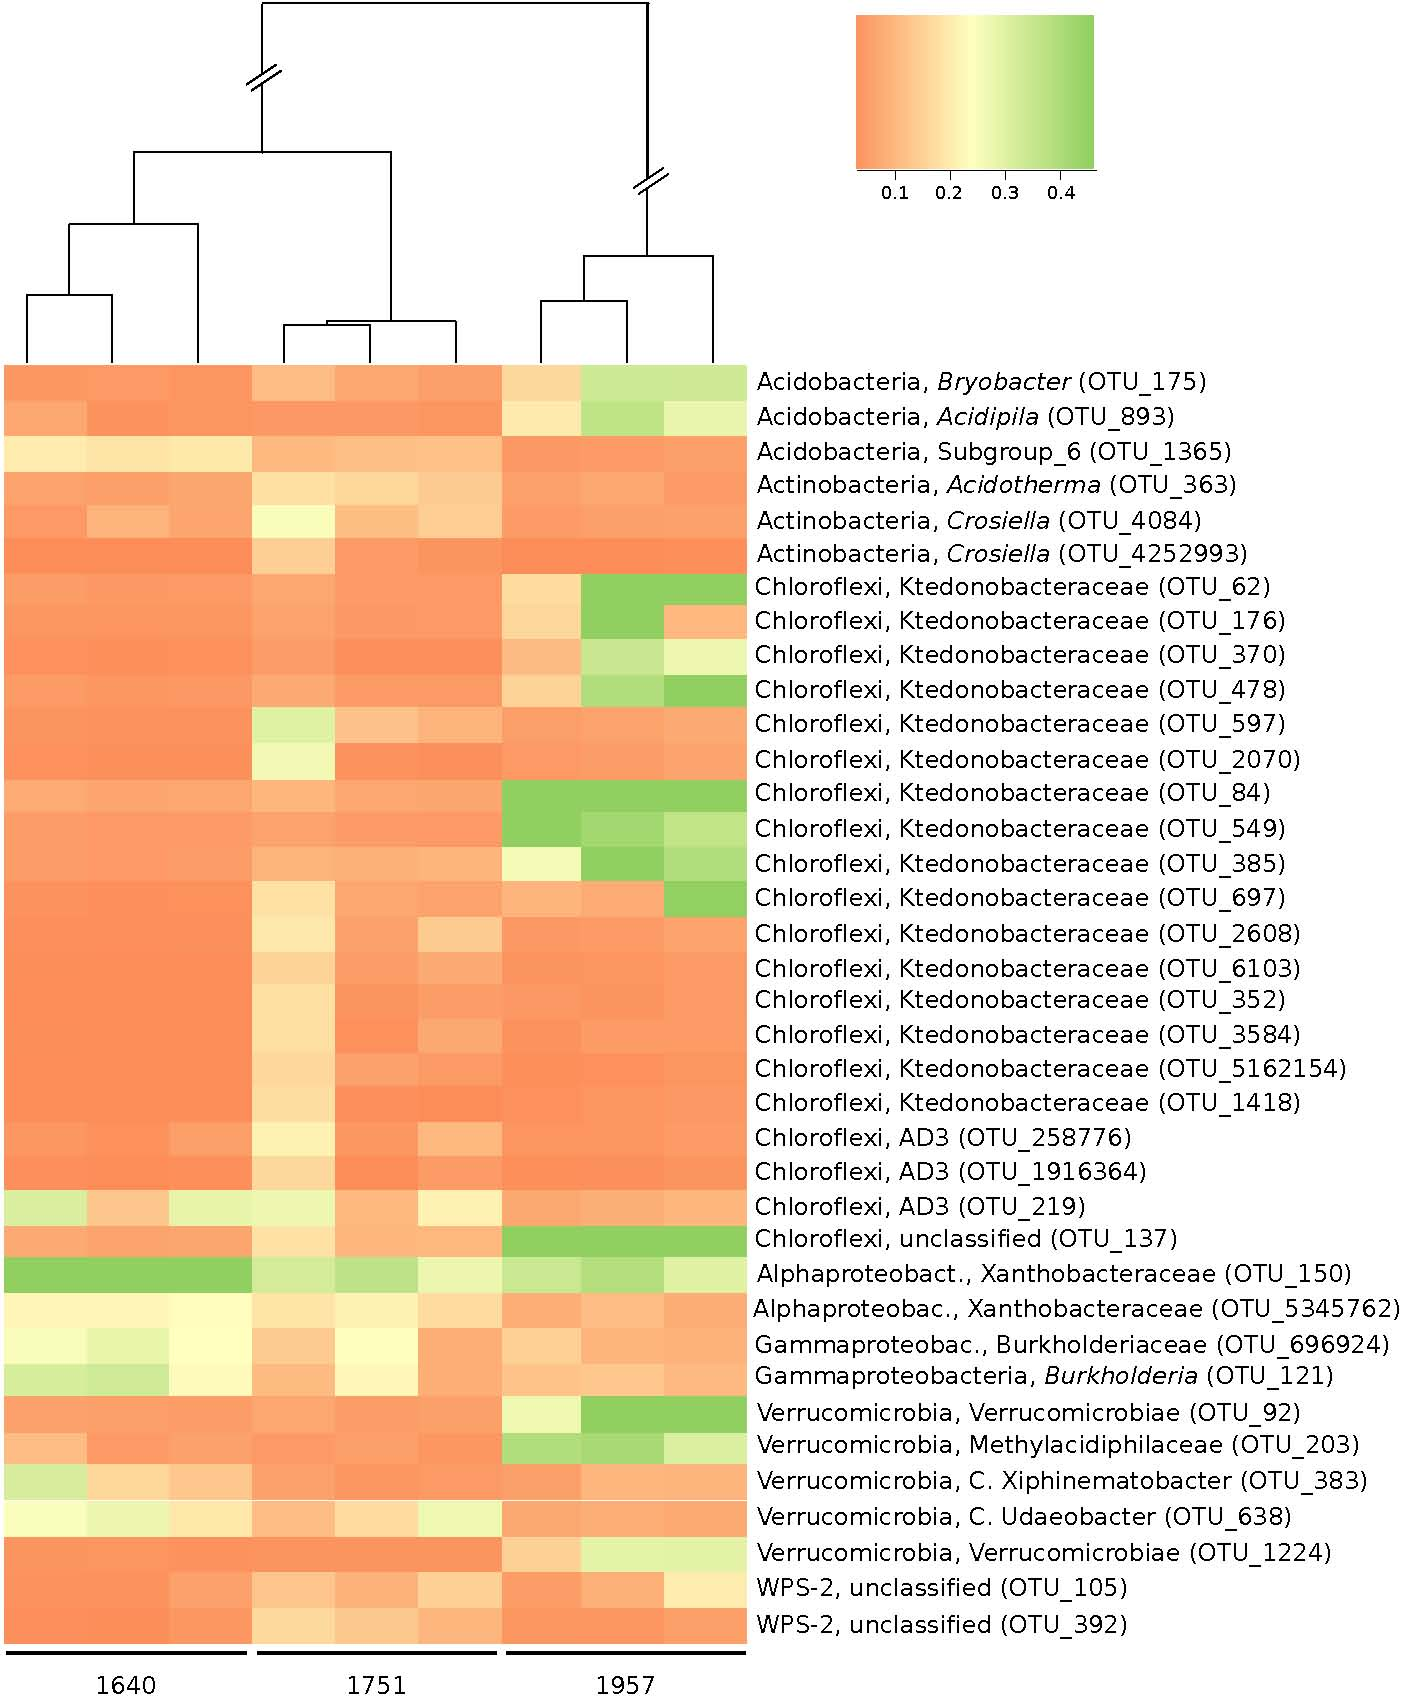 0.1 0.2 0.3 0.4
Acidobacteria, Bryobacter (OTU_175)
Acidobacteria, Acidipila (OTU_893)
Acidobacteria, Subgroup_6 (OTU_1365)
Actinobacteria, Acidotherma (OTU_363)
Actinobacteria, Crosiella (OTU_4084)
Actinobacteria, Crosiella (OTU_4252993)
Chloroflexi, Ktedonobacteraceae (OTU_62)
Chloroflexi, Ktedonobacteraceae (OTU_176)
Chloroflexi, Ktedonobacteraceae (OTU_370)
Chloroflexi, Ktedonobacteraceae (OTU_478)
Chloroflexi, Ktedonobacteraceae (OTU_597)
Chloroflexi, Ktedonobacteraceae (OTU_2070)
Chloroflexi, Ktedonobacteraceae (OTU_84)
Chloroflexi, Ktedonobacteraceae (OTU_549)
Chloroflexi, Ktedonobacteraceae (OTU_385)
Chloroflexi, Ktedonobacteraceae (OTU_697)
Chloroflexi, Ktedonobacteraceae (OTU_2608)
Chloroflexi, Ktedonobacteraceae (OTU_6103)
Chloroflexi, Ktedonobacteraceae (OTU_352)
Chloroflexi, Ktedonobacteraceae (OTU_3584)
Chloroflexi, Ktedonobacteraceae (OTU_5162154)
Chloroflexi, Ktedonobacteraceae (OTU_1418)
Chloroflexi, AD3 (OTU_258776)
Chloroflexi, AD3 (OTU_1916364)
Chloroflexi, AD3 (OTU_219)
Chloroflexi, unclassified (OTU_137)
Alphaproteobact., Xanthobacteraceae (OTU_150)
Alphaproteobac., Xanthobacteraceae (OTU_5345762)
Gammaproteobac., Burkholderiaceae (OTU_696924)
Gammaproteobacteria, Burkholderia (OTU_121)
Verrucomicrobia, Verrucomicrobiae (OTU_92)
Verrucomicrobia, Methylacidiphilaceae (OTU_203)
Verrucomicrobia, C. Xiphinematobacter (OTU_383)
Verrucomicrobia, C. Udaeobacter (OTU_638)
Verrucomicrobia, Verrucomicrobiae (OTU_1224)
WPS-2, unclassified (OTU_105)
WPS-2, unclassified (OTU_392)
1640 1751 1957